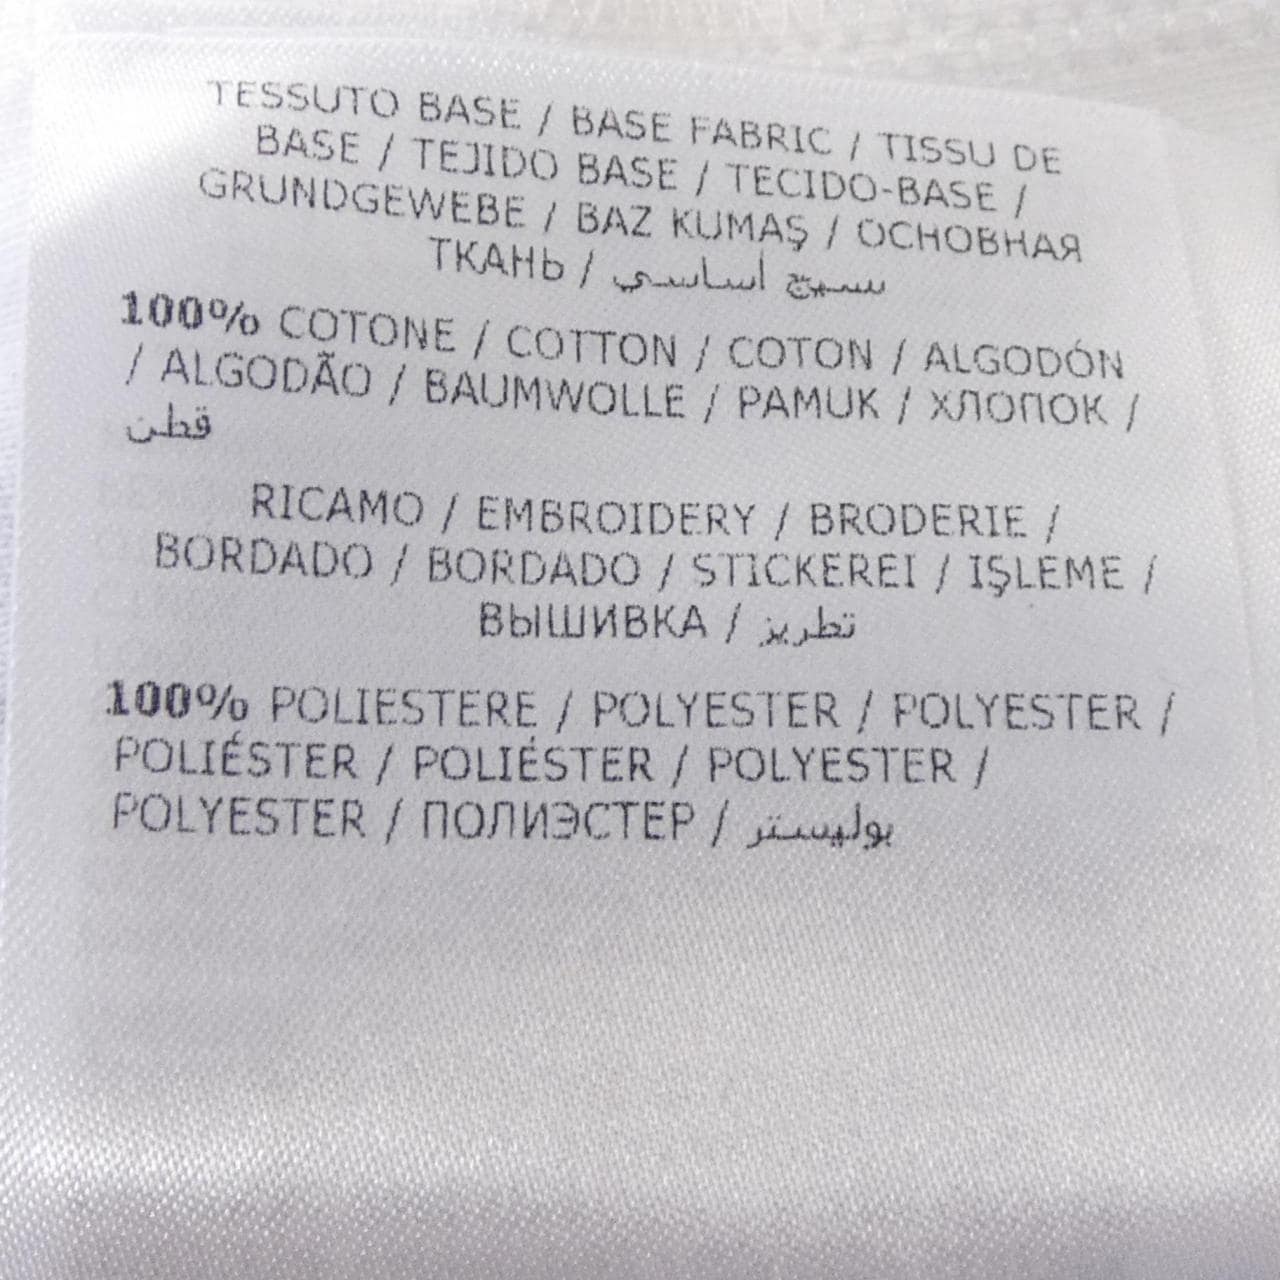 TESSUTO BASE / BASE FABRIC / TISSU DE
BASE / TEJIDO BASE / TECIDO-BASE /
GRUNDGEWEBE / BAZ KUMAŞ / ОСНОВНАЯ
ТКАНЬ / نسيج أساسي
100% COTONE / COTTON / COTON / ALGODÓN
/ ALGODÃO / BAUMWOLLE / PAMUK / ХЛОПОК /
قطن
RICAMO / EMBROIDERY / BRODERIE /
BORDADO / BORDADO / STICKEREI / IŞLEME /
ВЫШИВКА / تطريز
100% POLIESTERE / POLYESTER / POLYESTER /
POLIÉSTER / POLIÉSTER / POLYESTER /
POLYESTER / ПОЛИЭСТЕР / بوليستر